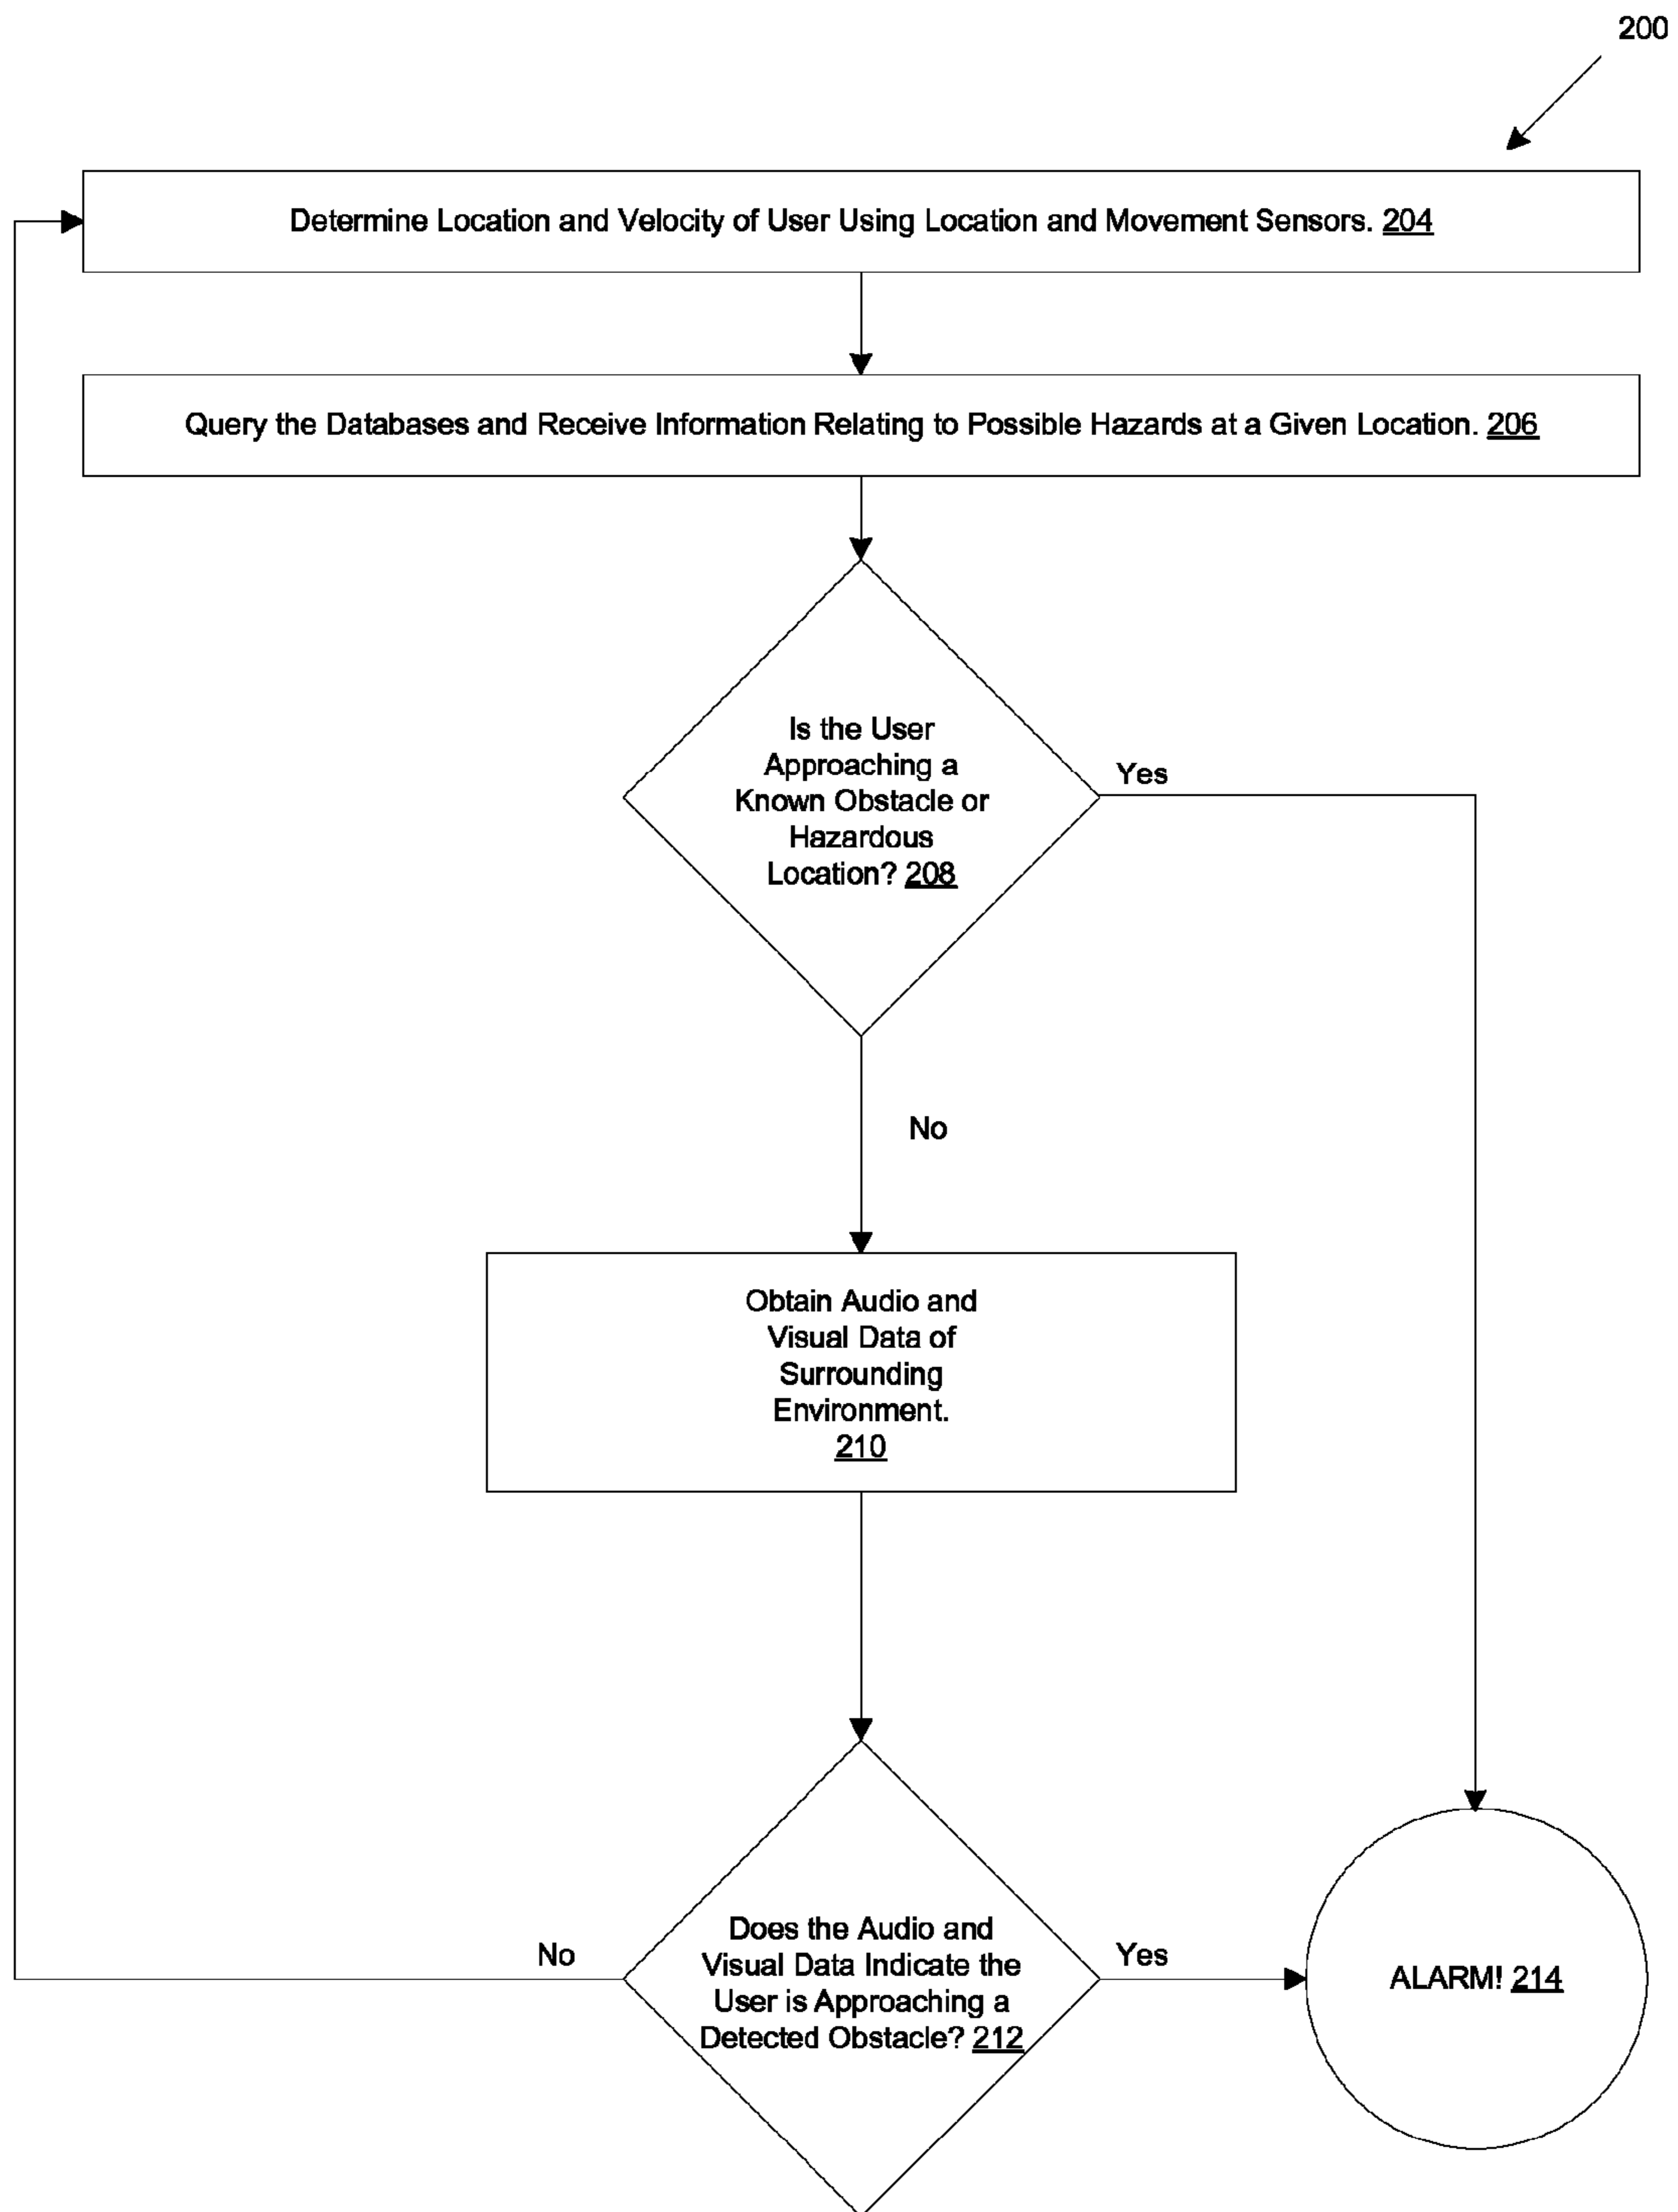 200
Determine Location and Velocity of User Using Location and Movement Sensors. 204
Query the Databases and Receive Information Relating to Possible Hazards at a Given Location. 206
Is the User
Approaching a
Known Obstacle or
Hazardous
Location? 208
Yes
No
Obtain Audio and
Visual Data of
Surrounding
Environment.
210
Does the Audio and
Visual Data Indicate the
User is Approaching a
Detected Obstacle? 212
No
Yes
ALARM! 214